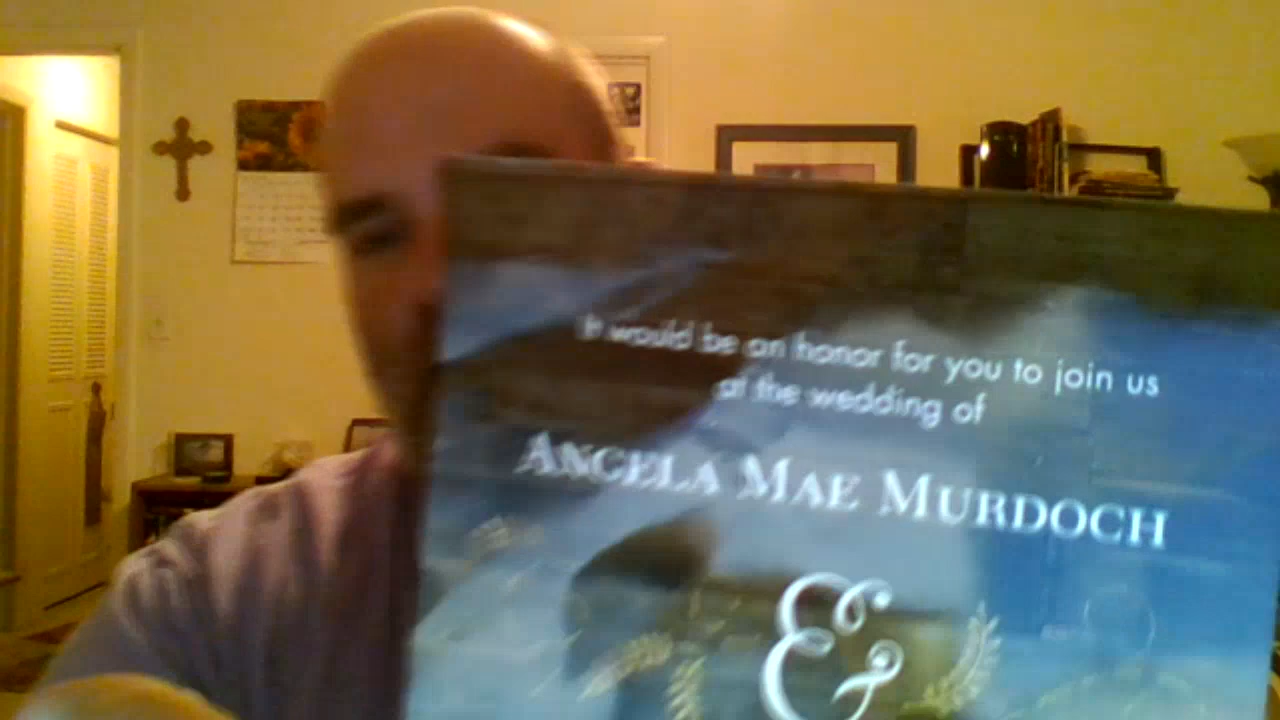 It would be an honor for you to join us
at the wedding of
ANGELA MAE MURDOCH
&